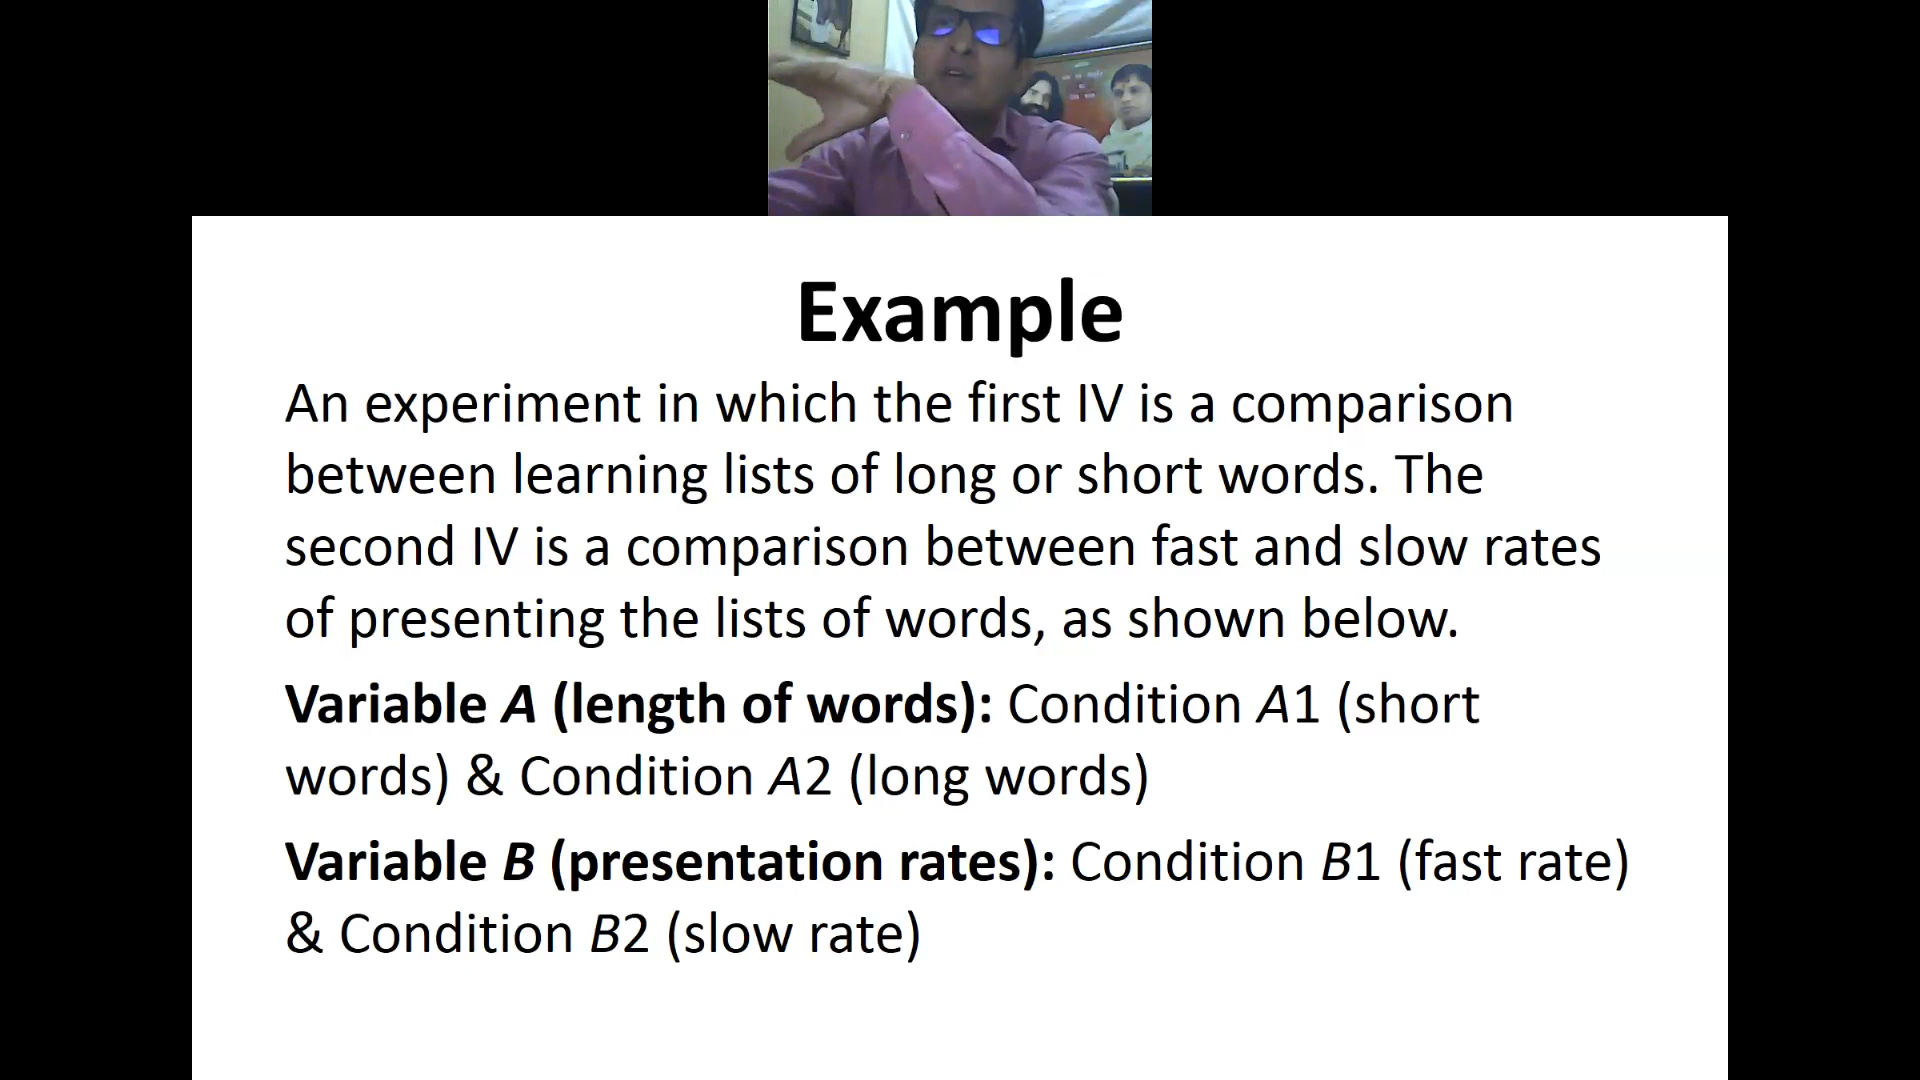 Example
An experiment in which the first IV is a comparison
between learning lists of long or short words. The
second IV is a comparison between fast and slow rates
of presenting the lists of words, as shown below.
Variable A (length of words): Condition A1 (short
words) & Condition A2 (long words)
Variable B (presentation rates): Condition B1 (fast rate)
& Condition B2 (slow rate)